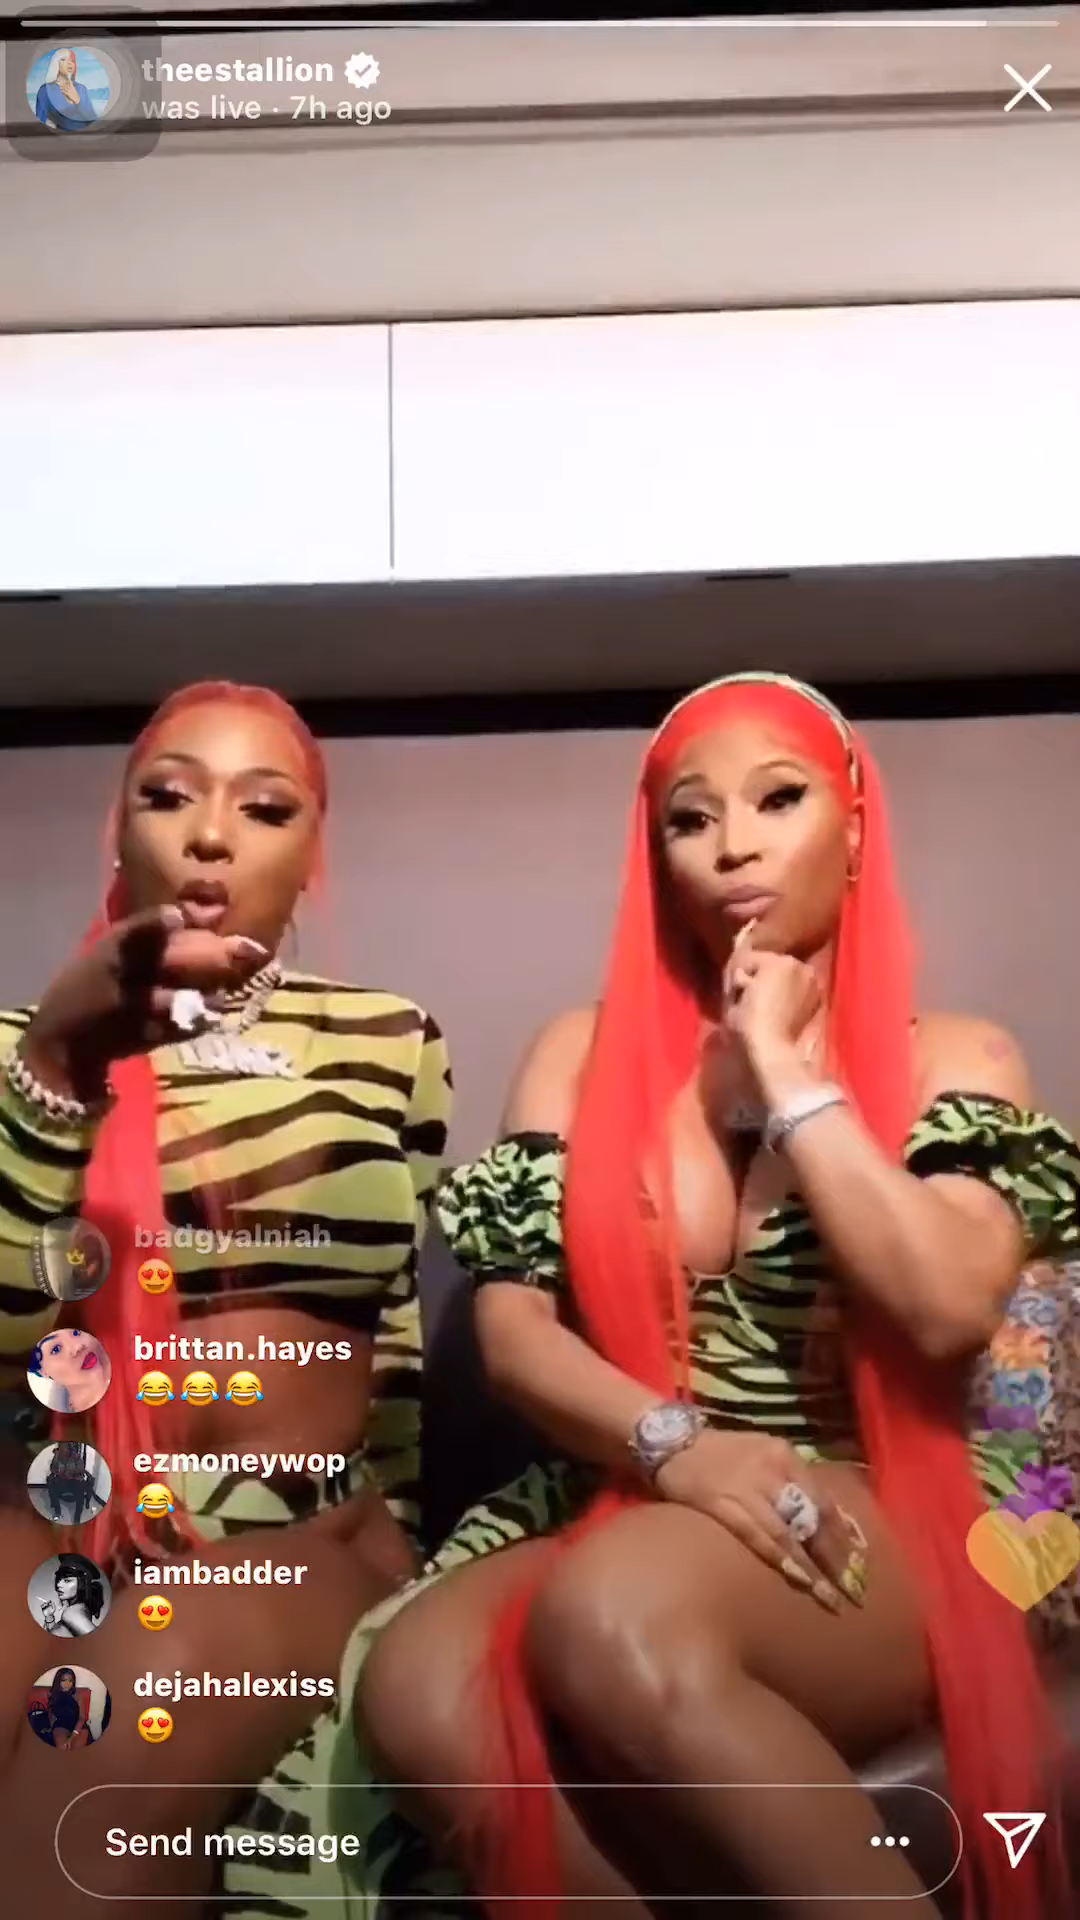 theestallion
was live · 7h ago
badgyalniah
😍
brittan.hayes
😂😂😂
ezmoneywop
😂
iambadder
😍
dejahalexiss
😍
Send message